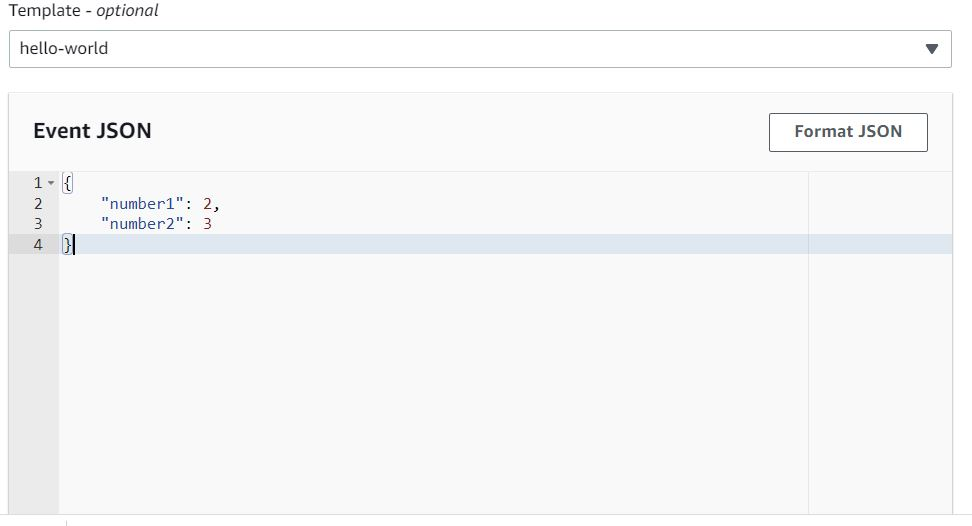 Template - optional
hello-world
Event JSON
Format JSON
1 {
2 "number1": 2,
3 "number2": 3
4 }